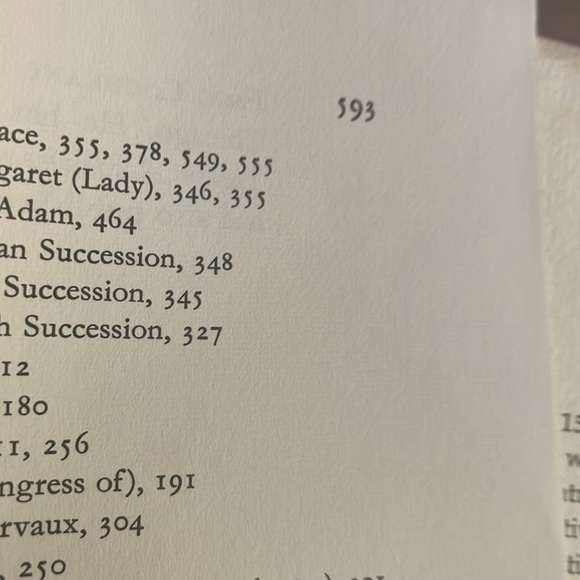 593
ace, 355, 378, 549, 555
garet (Lady), 346, 355
Adam, 464
an Succession, 348
Succession, 345
h Succession, 327
12
180
11, 256
ngress of), 191
rvaux, 304
, 250